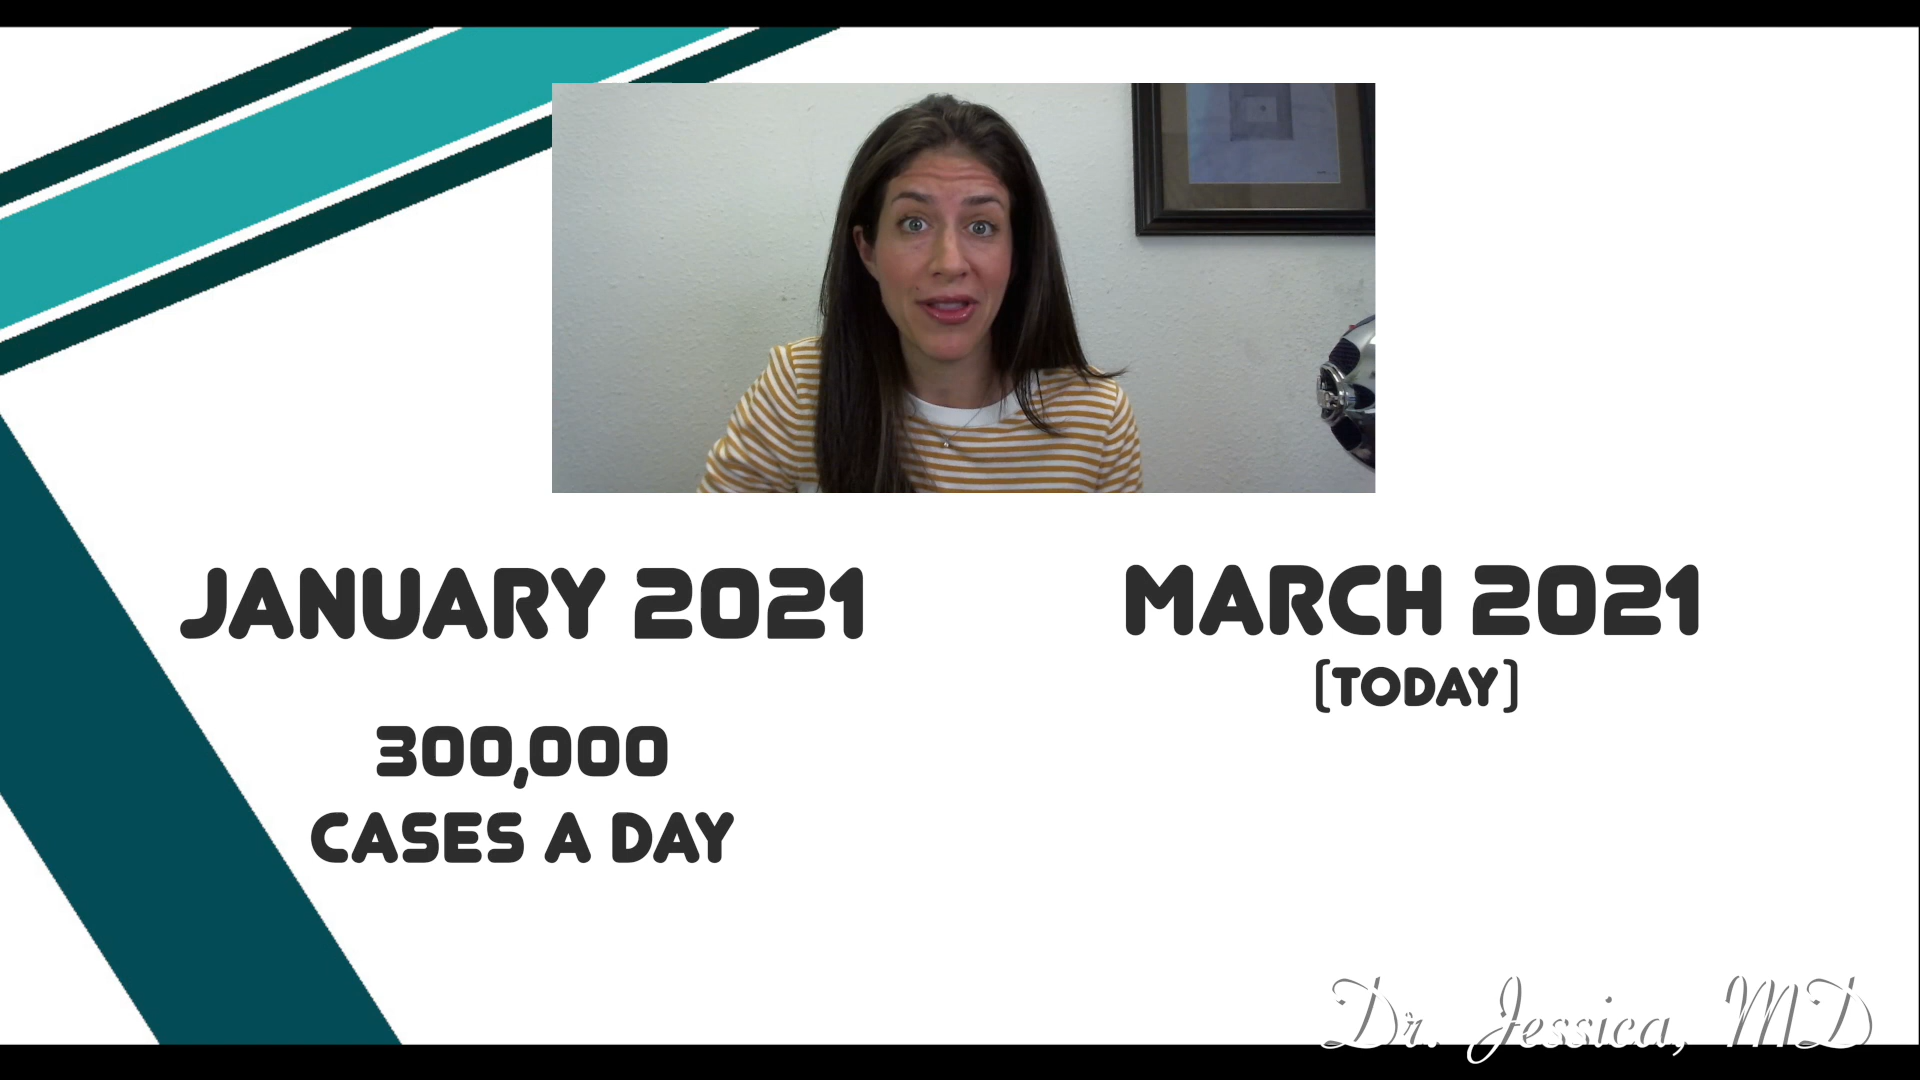 JANUARY 2021
300,000
CASES A DAY
MARCH 2021
[TODAY]
Dr. Jessica, MD